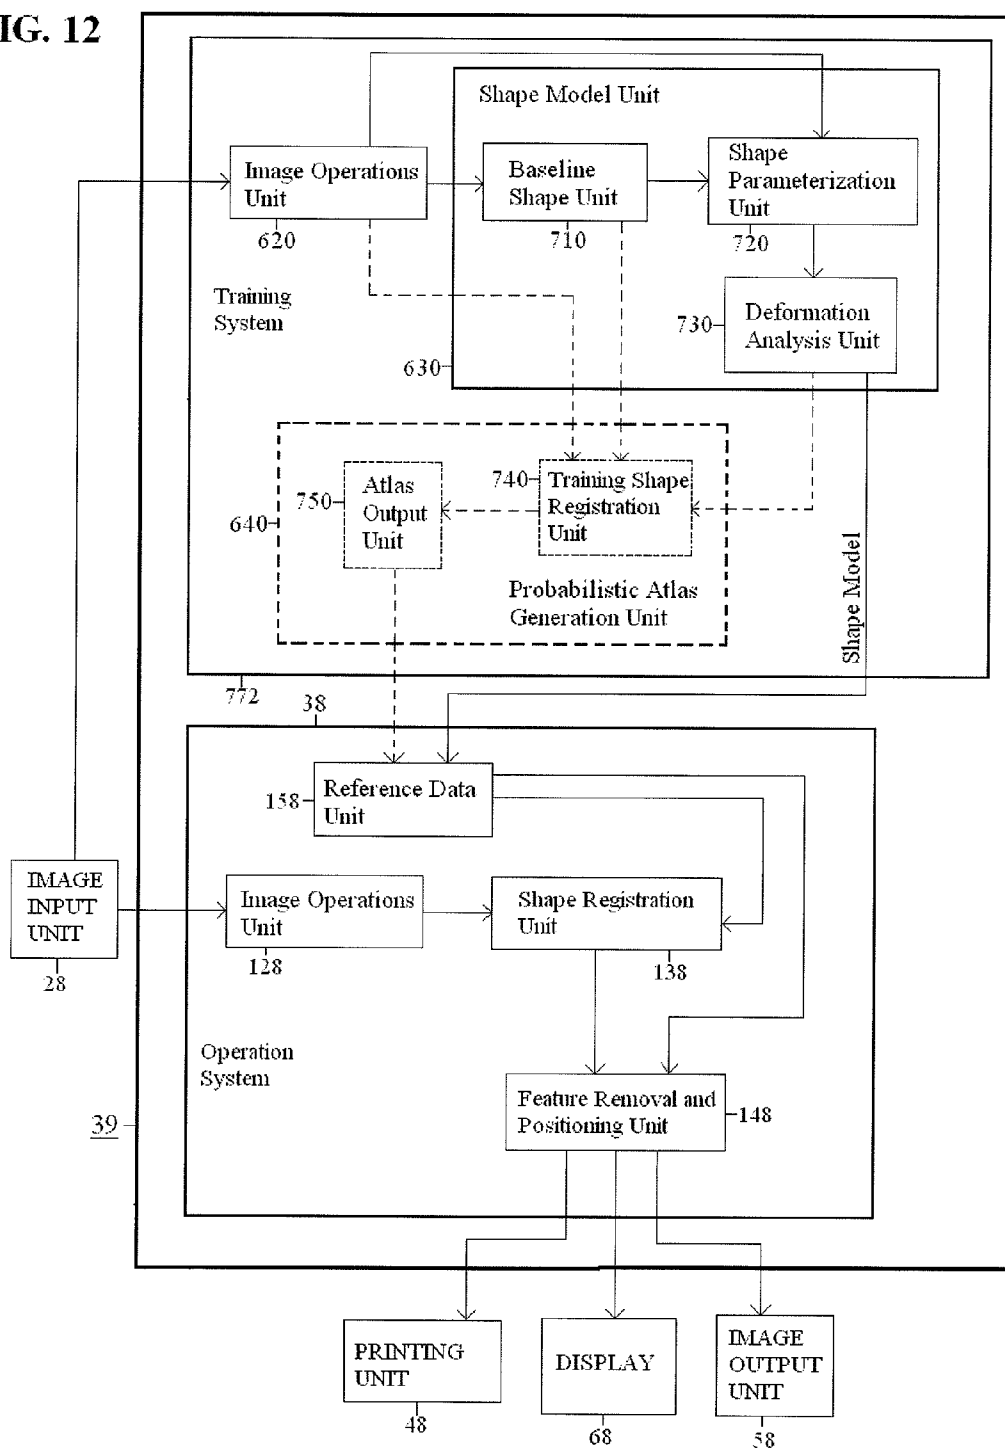 IG. 12
Shape Model Unit
Image Operations
Unit
620
Baseline
Shape Unit
710
Shape
Parameterization
Unit
720
Training
System
730
Deformation
Analysis Unit
630
740
Training Shape
Registration
Unit
750
Atlas
Output
Unit
640
Probabilistic Atlas
Generation Unit
Shape Model
772
38
158
Reference Data
Unit
IMAGE
INPUT
UNIT
28
Image Operations
Unit
128
Shape Registration
Unit
138
Operation
System
Feature Removal and
Positioning Unit
148
39
PRINTING
UNIT
48
DISPLAY
68
IMAGE
OUTPUT
UNIT
58